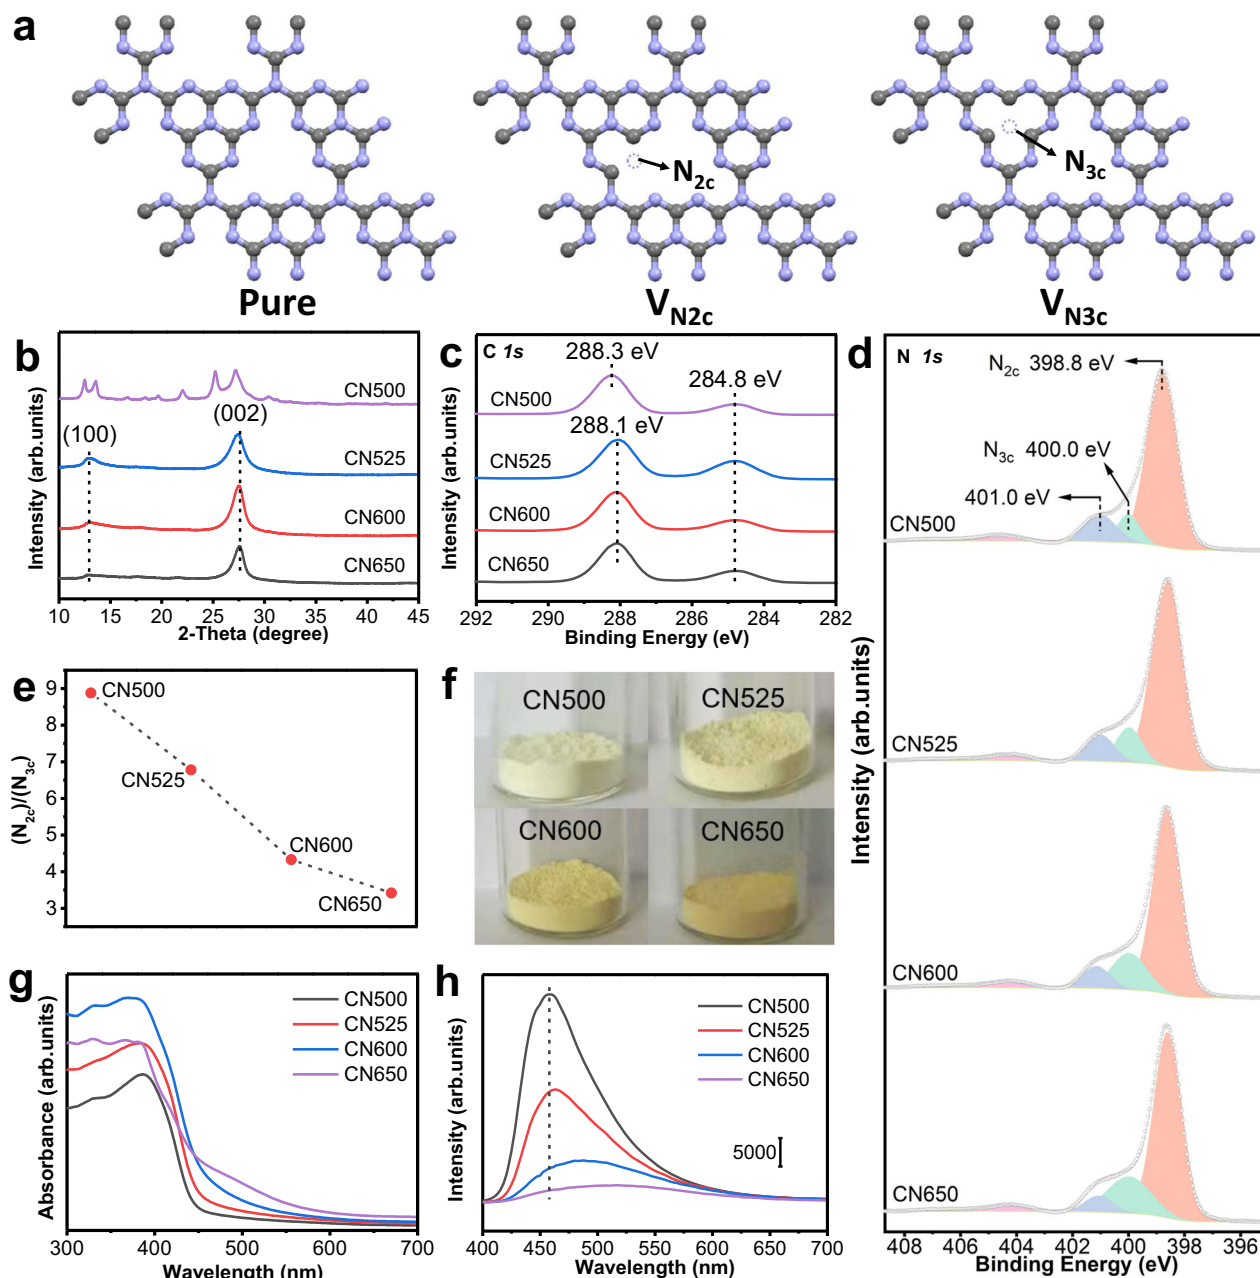 a
N2c
N3c
Pure
VN2c
VN3c
b
CN500
(002)
(100)
CN525
CN600
CN650
Intensity (arb.units)
10 15 20 25 30 35 40 45
2-Theta (degree)
c
C 1s
288.3 eV
284.8 eV
CN500
288.1 eV
CN525
CN600
CN650
Intensity (arb.units)
292 290 288 286 284 282
Binding Energy (eV)
d
N 1s
N2c 398.8 eV
N3c 400.0 eV
401.0 eV
CN500
CN525
CN600
CN650
Intensity (arb.units)
408 406 404 402 400 398 396
Binding Energy (eV)
e
9
8
7
6
5
4
3
(N2c)/(N3c)
CN500
CN525
CN600
CN650
f
CN500 CN525
CN600 CN650
g
CN500
CN525
CN600
CN650
Absorbance (arb.units)
300 400 500 600 700
Wavelength (nm)
h
CN500
CN525
CN600
CN650
5000
Intensity (arb.units)
400 450 500 550 600 650 700
Wavelength (nm)